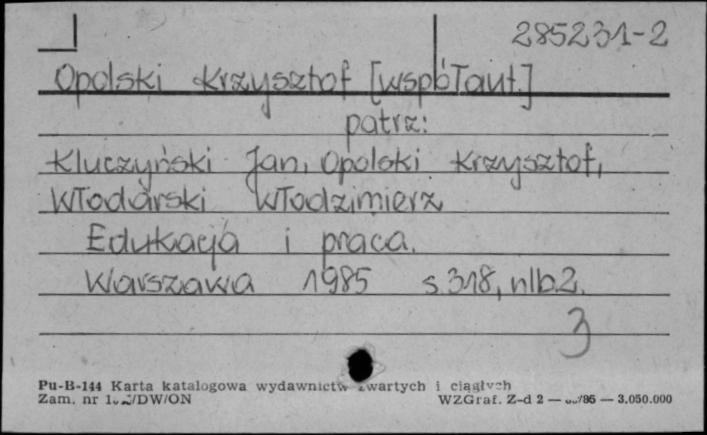 285231-2
Opolski Krzysztof [współaut.]
patrz:
Kluczyński Jan, Opolski Krzysztof,
Włodarski Włodzimierz
Edukacja i praca.
Warszawa 1985 s. 318, nlb. 2.
3
Pu-B-144 Karta katalogowa wydawnictw zwartych i ciągłych
Zam. nr /DW/ON WZGraf. Z-d 2 — /86 — 3.050.000